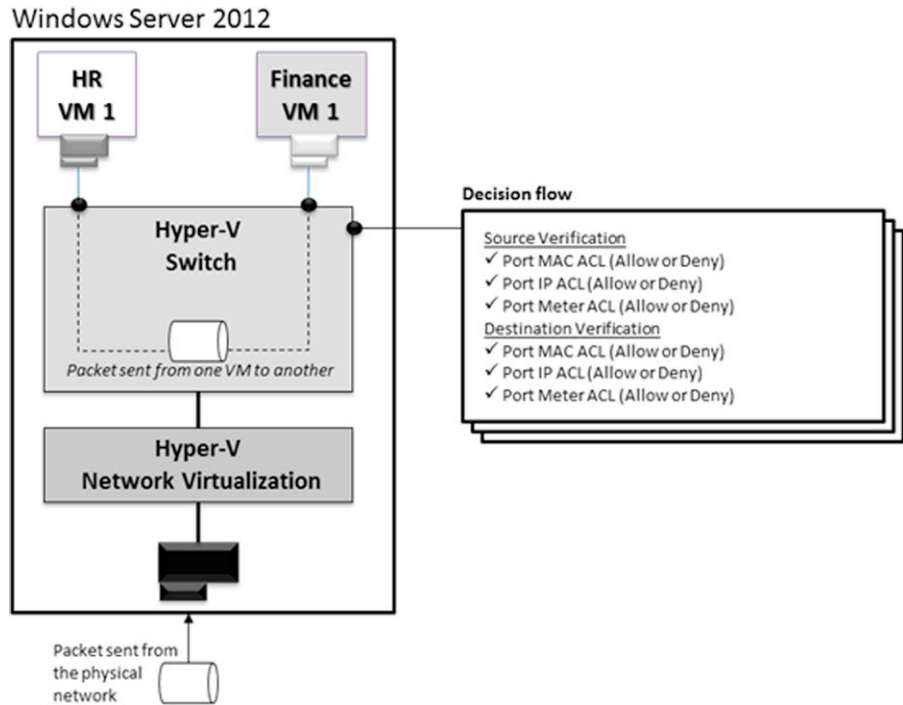 Windows Server 2012
HR
VM 1
Finance
VM 1
Hyper-V
Switch
Packet sent from one VM to another
Hyper-V
Network Virtualization
Packet sent from
the physical
network
Decision flow
Source Verification
✓ Port MAC ACL (Allow or Deny)
✓ Port IP ACL (Allow or Deny)
✓ Port Meter ACL (Allow or Deny)
Destination Verification
✓ Port MAC ACL (Allow or Deny)
✓ Port IP ACL (Allow or Deny)
✓ Port Meter ACL (Allow or Deny)